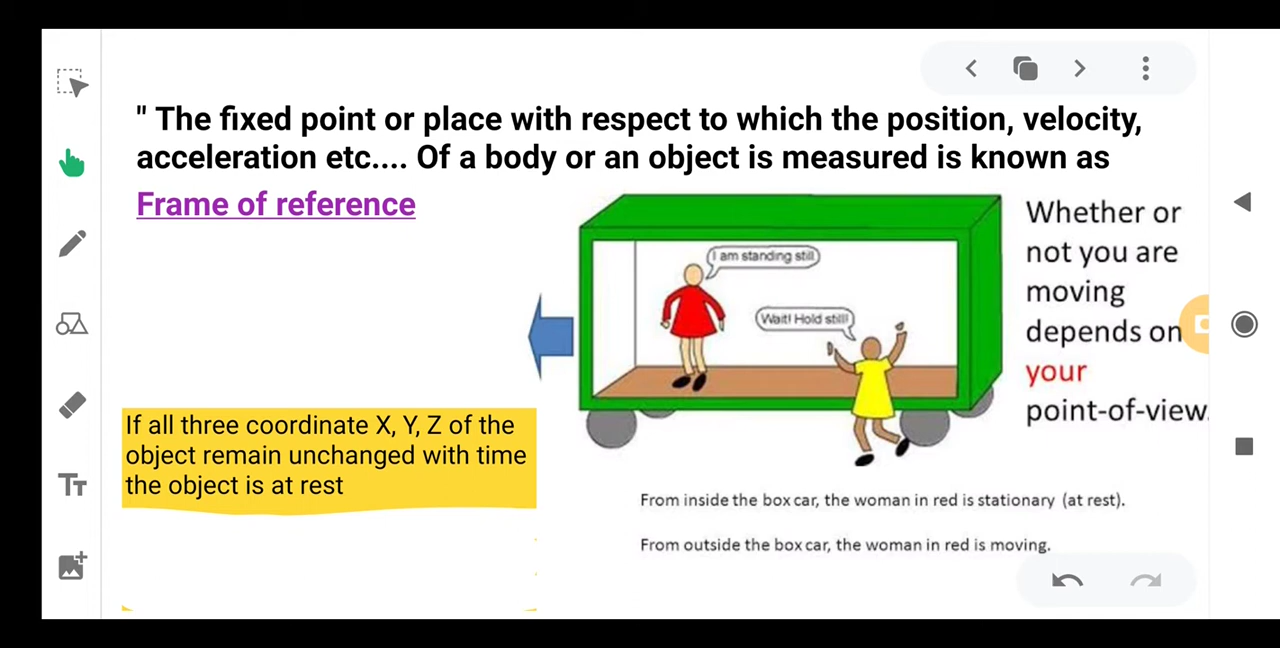 " The fixed point or place with respect to which the position, velocity,
acceleration etc.... Of a body or an object is measured is known as
Frame of reference
I am standing still
Wait! Hold still!
Whether or
not you are
moving
depends on
your
point-of-view.
If all three coordinate X, Y, Z of the
object remain unchanged with time
the object is at rest
From inside the box car, the woman in red is stationary (at rest).
From outside the box car, the woman in red is moving.
TT